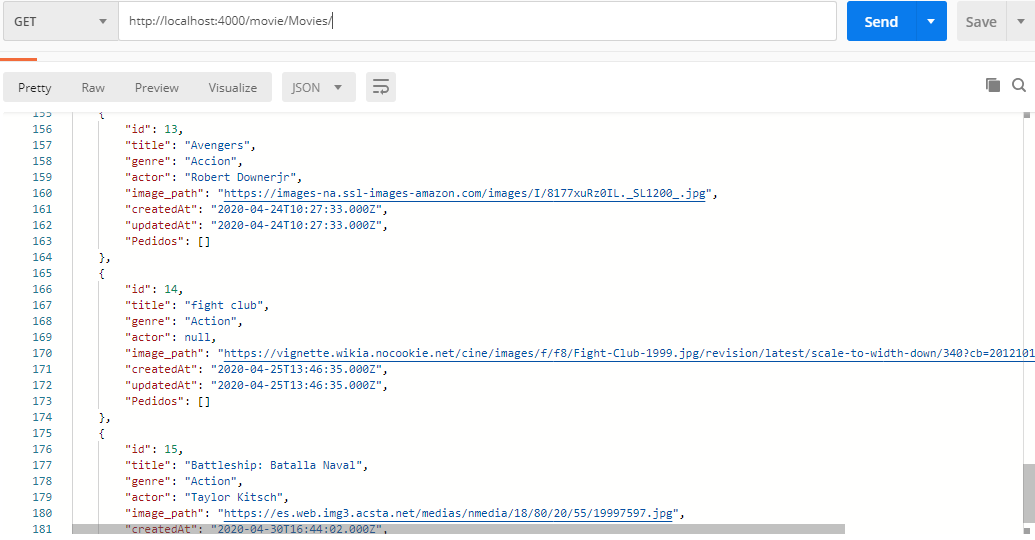 GET
http://localhost:4000/movie/Movies/
Send
Save
Pretty
Raw
Preview
Visualize
JSON
155 {
156 "id": 13,
157 "title": "Avengers",
158 "genre": "Accion",
159 "actor": "Robert Downerjr",
160 "image_path": "https://images-na.ssl-images-amazon.com/images/I/8177xuRz0IL._SL1200_.jpg",
161 "createdAt": "2020-04-24T10:27:33.000Z",
162 "updatedAt": "2020-04-24T10:27:33.000Z",
163 "Pedidos": []
164 },
165 {
166 "id": 14,
167 "title": "fight club",
168 "genre": "Action",
169 "actor": null,
170 "image_path": "https://vignette.wikia.nocookie.net/cine/images/f/f8/Fight-Club-1999.jpg/revision/latest/scale-to-width-down/340?cb=2012101
171 "createdAt": "2020-04-25T13:46:35.000Z",
172 "updatedAt": "2020-04-25T13:46:35.000Z",
173 "Pedidos": []
174 },
175 {
176 "id": 15,
177 "title": "Battleship: Batalla Naval",
178 "genre": "Action",
179 "actor": "Taylor Kitsch",
180 "image_path": "https://es.web.img3.acsta.net/medias/nmedia/18/80/20/55/19997597.jpg",
181 "createdAt": "2020-04-30T16:44:02.000Z",